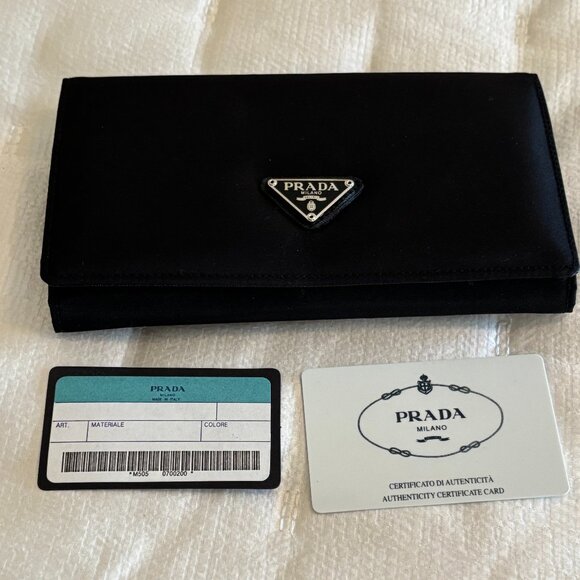 PRADA
MILANO
PRADA
MILANO
MADE IN ITALY
ART. MATERIALE COLORE
*M505 0700200*
PRADA
MILANO
CERTIFICATO DI AUTENTICITÀ
AUTHENTICITY CERTIFICATE CARD